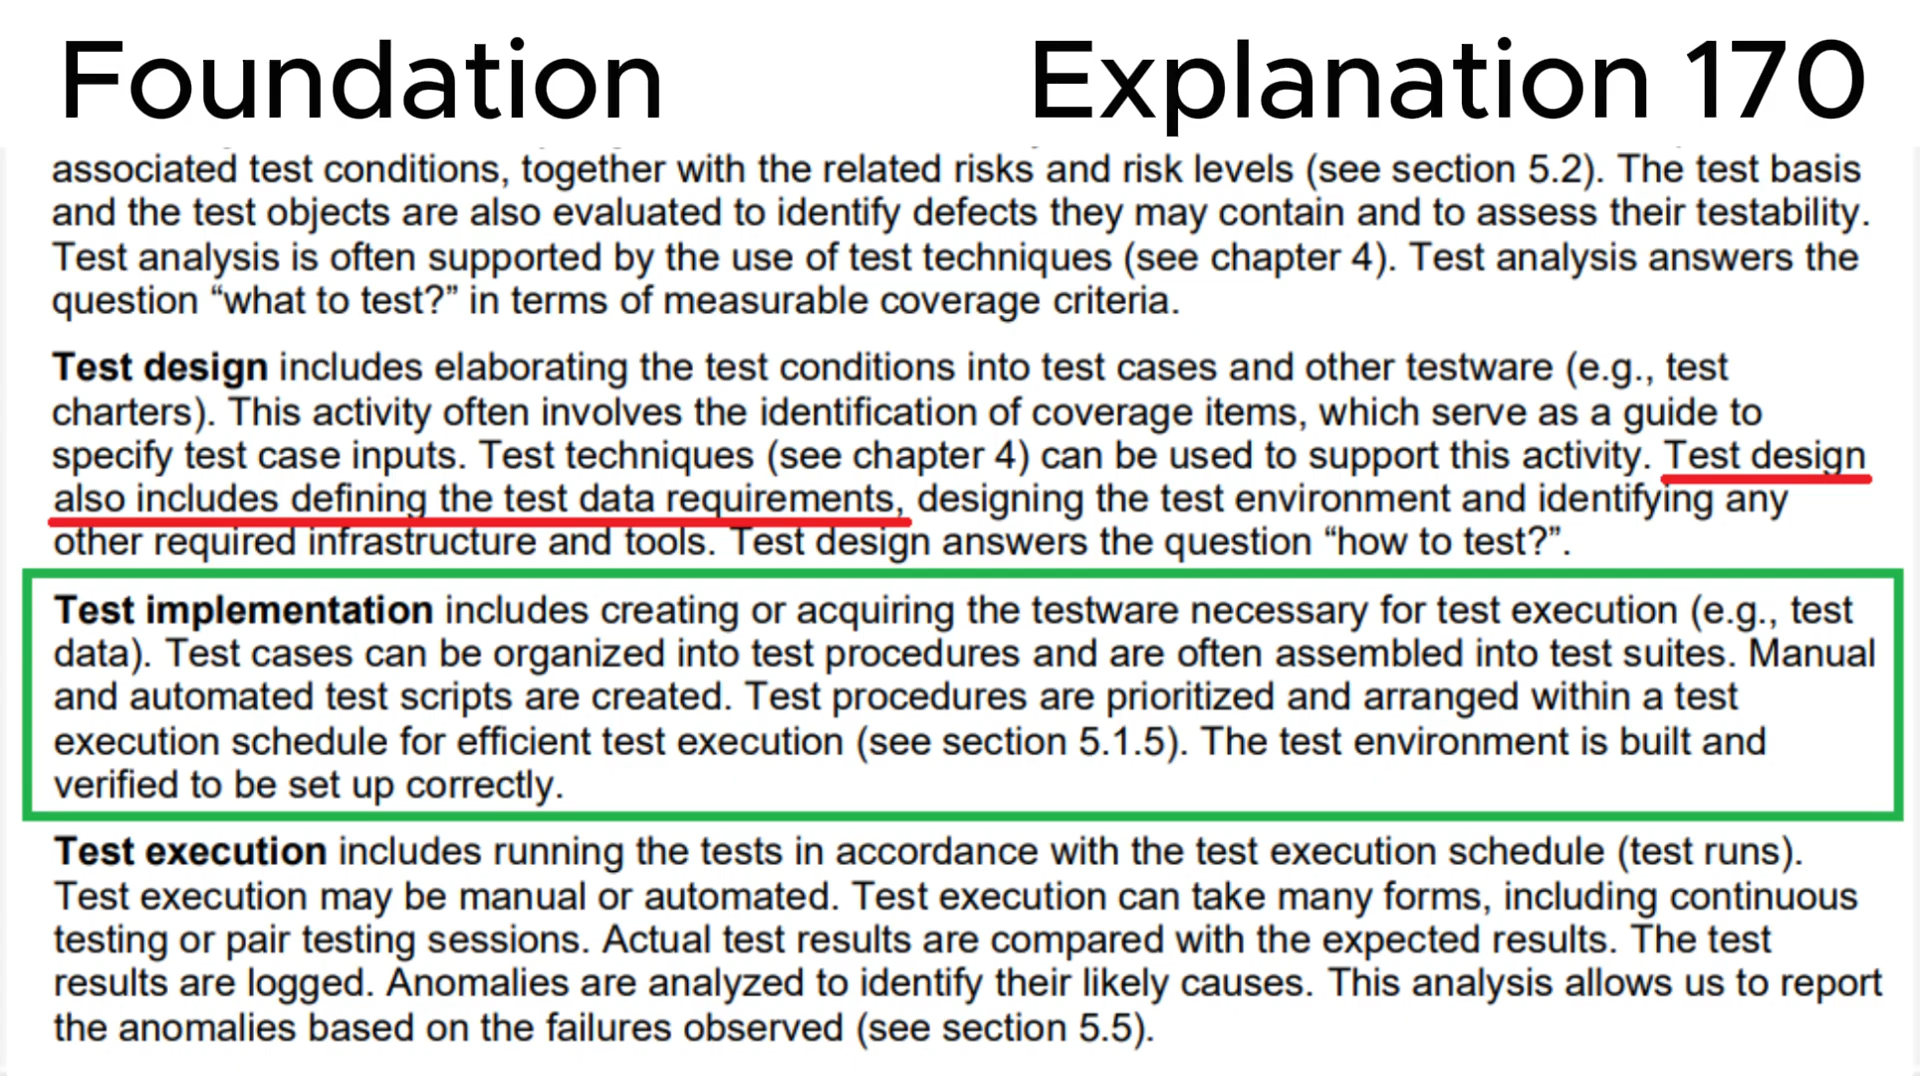 Foundation Explanation 170
associated test conditions, together with the related risks and risk levels (see section 5.2). The test basis
and the test objects are also evaluated to identify defects they may contain and to assess their testability.
Test analysis is often supported by the use of test techniques (see chapter 4). Test analysis answers the
question “what to test?” in terms of measurable coverage criteria.
Test design includes elaborating the test conditions into test cases and other testware (e.g., test
charters). This activity often involves the identification of coverage items, which serve as a guide to
specify test case inputs. Test techniques (see chapter 4) can be used to support this activity. Test design
also includes defining the test data requirements, designing the test environment and identifying any
other required infrastructure and tools. Test design answers the question “how to test?”.
Test implementation includes creating or acquiring the testware necessary for test execution (e.g., test
data). Test cases can be organized into test procedures and are often assembled into test suites. Manual
and automated test scripts are created. Test procedures are prioritized and arranged within a test
execution schedule for efficient test execution (see section 5.1.5). The test environment is built and
verified to be set up correctly.
Test execution includes running the tests in accordance with the test execution schedule (test runs).
Test execution may be manual or automated. Test execution can take many forms, including continuous
testing or pair testing sessions. Actual test results are compared with the expected results. The test
results are logged. Anomalies are analyzed to identify their likely causes. This analysis allows us to report
the anomalies based on the failures observed (see section 5.5).